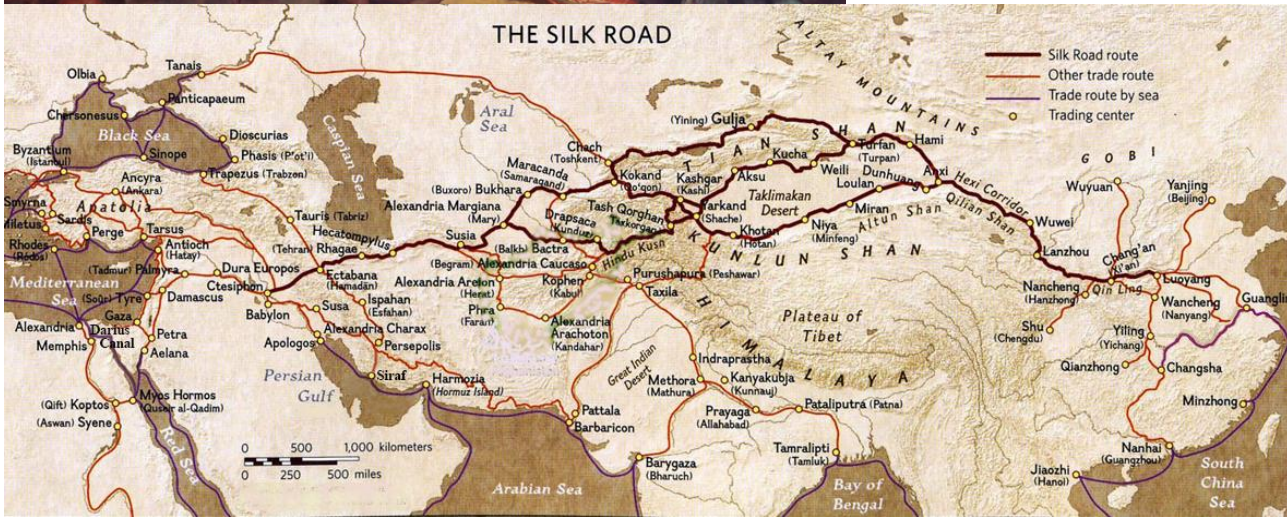 THE SILK ROAD
Silk Road route
Other trade route
Trade route by sea
Trading center
ALTAY MOUNTAINS
Olbia
Tanais
Panticapaeum
Chersonesus
Black Sea
Dioscurias
Phasis (P'ot'i)
Sinope
Trapezus (Trabzon)
Byzantium
(Istanbul)
Ancyra
(Ankara)
Anatolia
Smyrna
Sardis
Miletus
Perge
Tarsus
Rhodes
(Rodos)
Antioch
(Hatay)
Mediterranean
Sea
(Tadmur) Palmyra
(Soûr) Tyre
Damascus
Dura Europos
Ctesiphon
Babylon
Gaza
Alexandria
Darius
Canal
Memphis
Petra
Aelana
Myos Hormos
(Quseir al-Qadim)
(Qift) Koptos
(Aswan) Syene
Red Sea
Caspian Sea
Aral
Sea
Tauris (Tabriz)
Hecatompylus
(Tehran) Rhagae
Ectabana
(Hamadan)
Susa
Ispahan
(Esfahan)
Alexandria Charax
Apologos
Persepolis
Persian
Gulf
Siraf
Harmozia
(Hormuz Island)
0 500 1,000 kilometers
0 250 500 miles
Arabian Sea
Chach
(Toshkent)
Maracanda
(Samaraqand)
(Buxoro) Bukhara
Alexandria Margiana
(Mary)
Susia
Drapsaca
(Kunduz)
(Balkh) Bactra
(Begram) Alexandria Caucaso
Alexandria Areion
(Herat)
Kophen
(Kabul)
Phra
(Farah)
Alexandria
Arachoton
(Kandahar)
Afghanistan
Hindu Kush
Purushapura (Peshawar)
Taxila
Kokand
(Qo'qon)
Kashgar
(Kashi)
Tash Qorghan
Taskorgan
Yarkand
(Shache)
Khotan
(Hotan)
Niya
(Minfeng)
Miran
Loulan
Dunhuang
Anxi
Taklimakan
Desert
Aksu
Kucha
Weili
(Yining) Gulja
TIAN SHAN
Turfan
(Turpan)
Hami
KUNLUN SHAN
Altun Shan
Qilian Shan
Hexi Corridor
GOBI
HIMALAYA
Plateau of
Tibet
Great Indian
Desert
Indraprastha
Methora
(Mathura)
Kanyakubja
(Kunnauj)
Prayaga
(Allahabad)
Pataliputra (Patna)
Pattala
Barbaricon
Barygaza
(Bharuch)
Tamralipti
(Tamluk)
Bay of
Bengal
Wuyuan
Yanjing
(Beijing)
Wuwei
Lanzhou
Chang'an
(Xi'an)
Luoyang
Nancheng
(Hanzhong)
Qin Ling
Wancheng
(Nanyang)
Guangling
Shu
(Chengdu)
Yiling
(Yichang)
Qianzhong
Changsha
Minzhong
Nanhai
(Guangzhou)
Jiaozhi
(Hanoi)
South
China
Sea